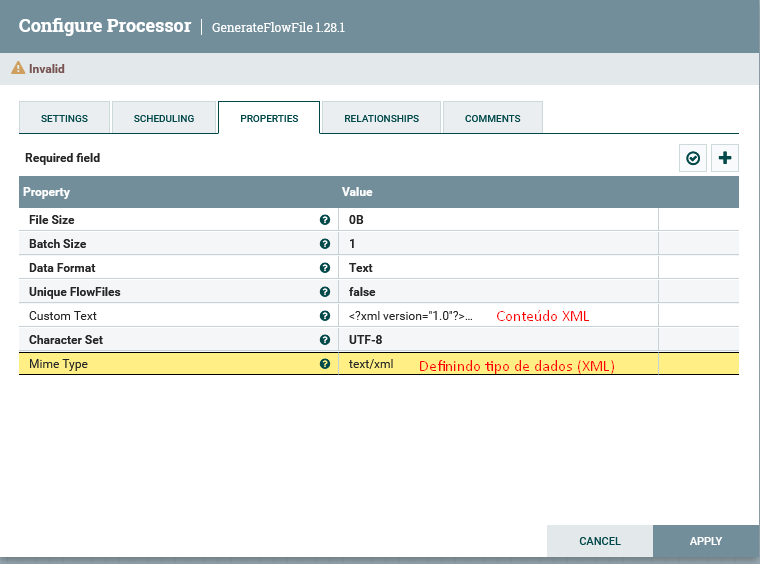 Configure Processor | GenerateFlowFile 1.28.1
Invalid
SETTINGS SCHEDULING PROPERTIES RELATIONSHIPS COMMENTS
Required field
Property Value
File Size 0B
Batch Size 1
Data Format Text
Unique FlowFiles false
Custom Text <?xml version="1.0"?>... Conteúdo XML
Character Set UTF-8
Mime Type text/xml Definindo tipo de dados (XML)
CANCEL APPLY